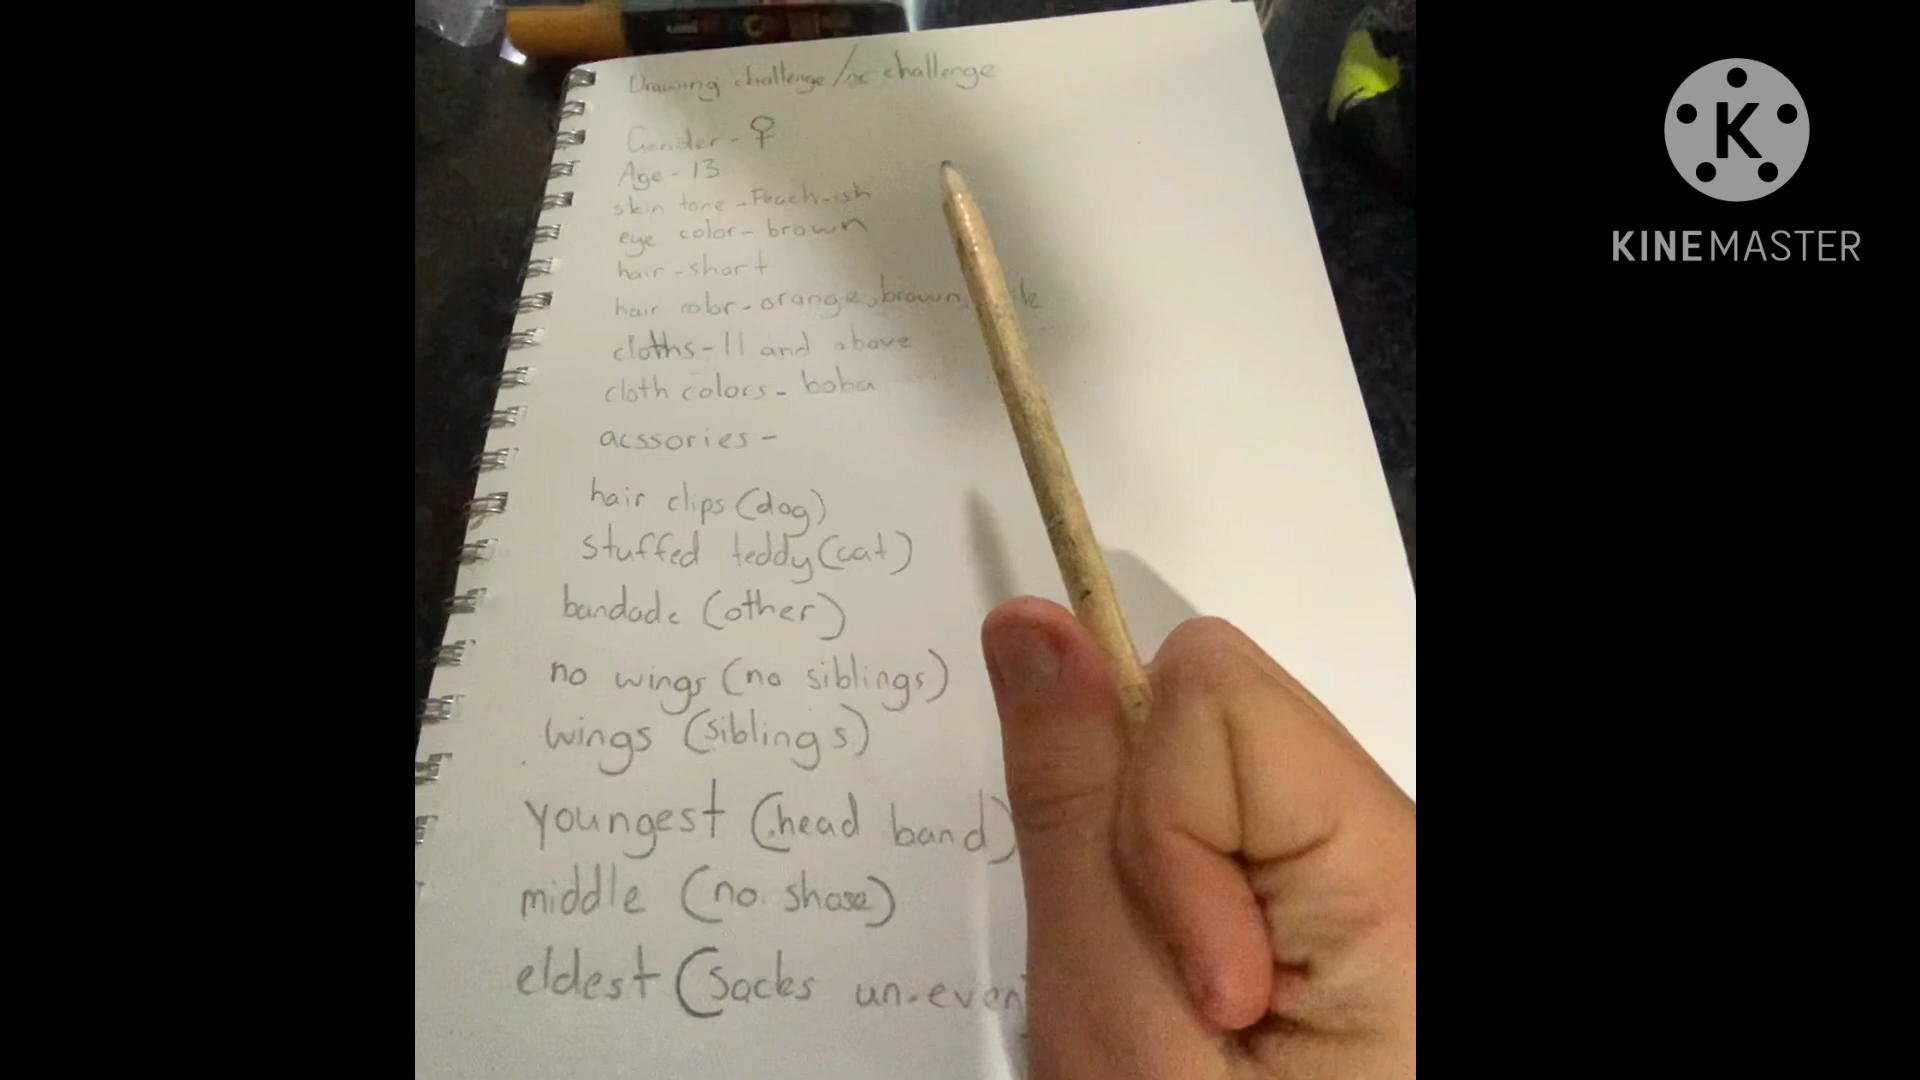 Drawing challenge/oc challenge
Gender - ♀
Age - 13
skin tone - Peach-ish
eye color - brown
hair - short
hair color - orange, brown,
cloths - 11 and above
cloth colors - boba
acssories -
hair clips (dog)
stuffed teddy (cat)
bandade (other)
no wings (no siblings)
wings (siblings)
youngest (head band)
middle (no shose)
eldest (socks un-even
K
KINEMASTER